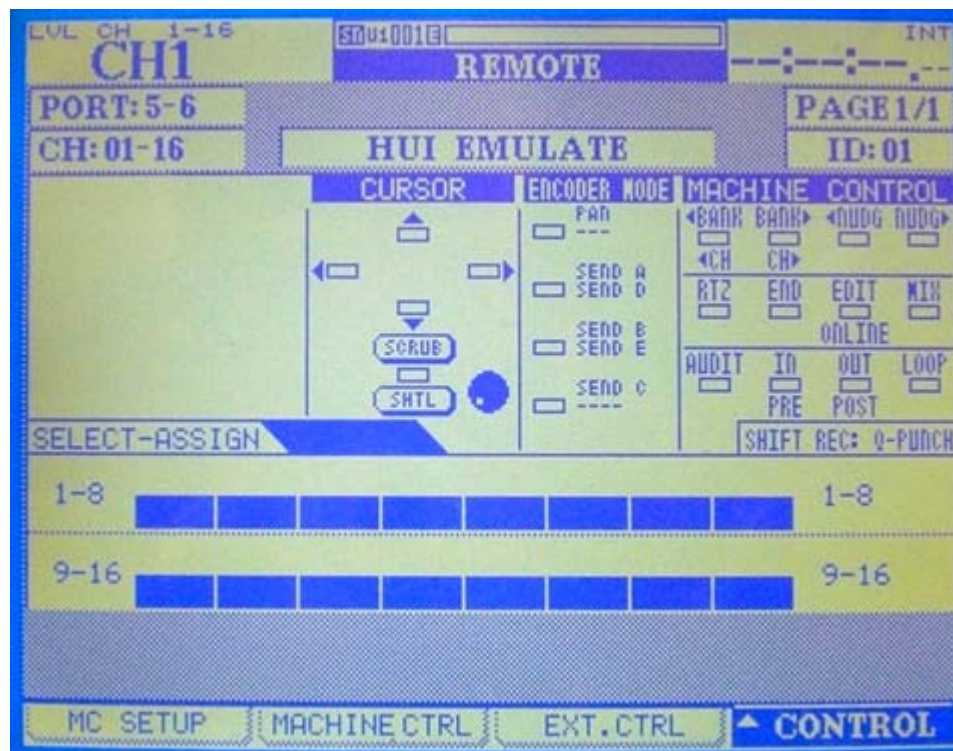 LVL CH 1-16
CH1
REMOTE
INT
--:--:--.--
PORT: 5-6
PAGE 1/1
CH: 01-16
HUI EMULATE
ID: 01
CURSOR
ENCODER MODE
MACHINE CONTROL
PAN
---
◀BANK BANK▶ ◀NUDG NUDG▶
◀CH CH▶
SEND A
SEND D
RTZ END EDIT MIX
ONLINE
SCRUB
SEND B
SEND E
AUDIT IN OUT LOOP
PRE POST
SHTL
SEND C
----
SELECT-ASSIGN
SHIFT REC: Q-PUNCH
1-8
1-8
9-16
9-16
MC SETUP
MACHINE CTRL
EXT.CTRL
▲ CONTROL